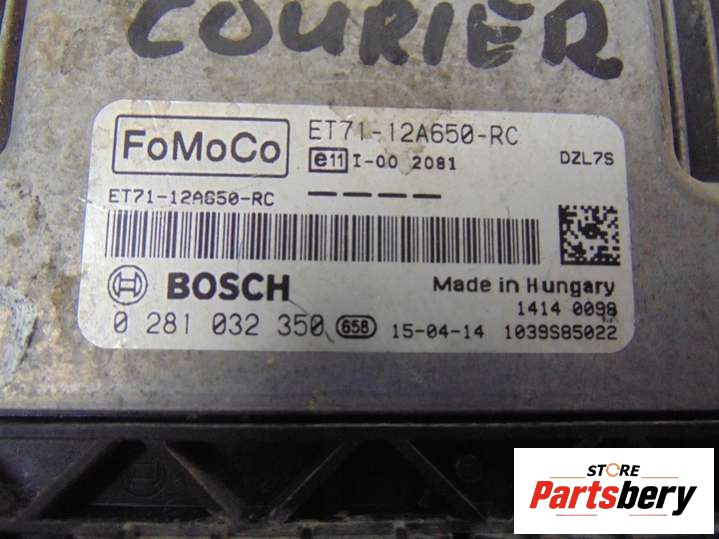 COURIER
FoMoCo
ET71-12A650-RC
e11 I-00 2081
DZL7S
ET71-12A650-RC
BOSCH
Made in Hungary
1414 0098
0 281 032 350 658 15-04-14 1039S85022
STORE
Partsbery